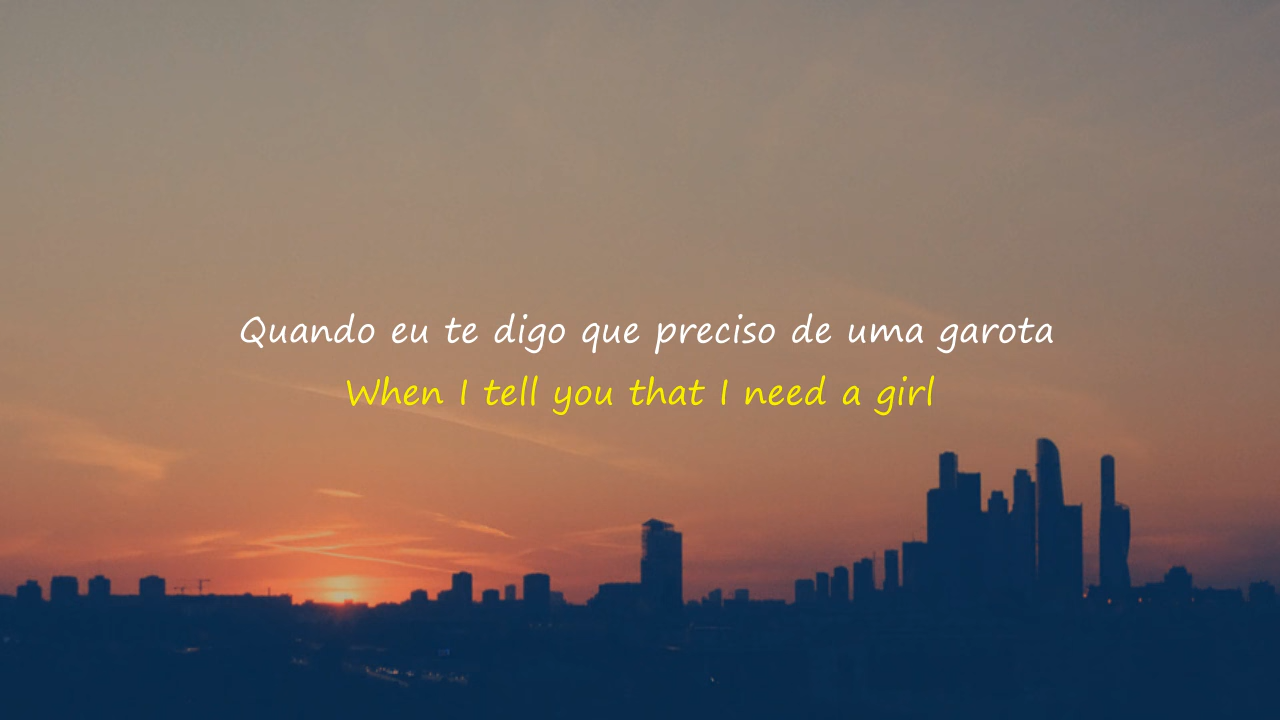 Quando eu te digo que preciso de uma garota
When I tell you that I need a girl